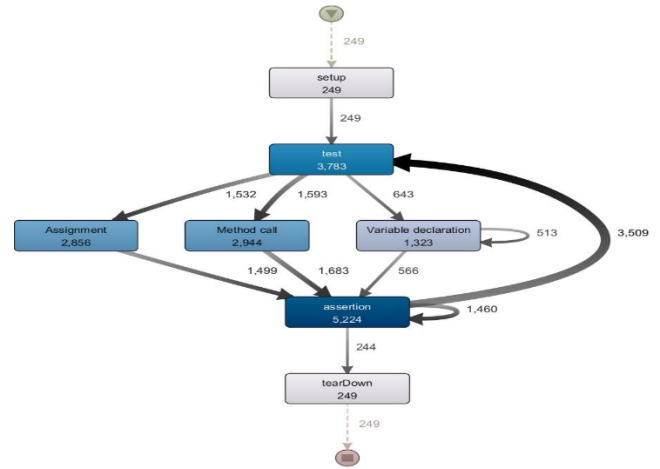 249
setup
249
249
test
3,783
1,532
1,593
643
Assignment
2,856
Method call
2,944
Variable declaration
1,323
513
3,509
1,499
1,683
566
assertion
5,224
1,460
244
tearDown
249
249